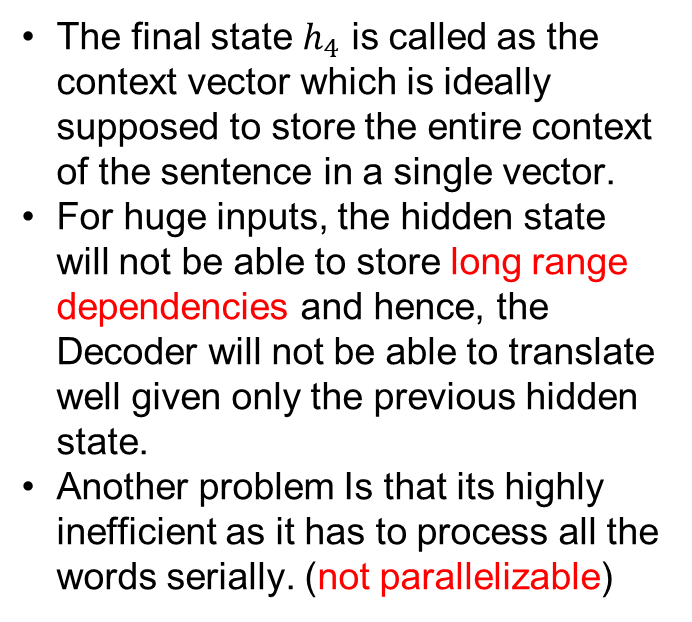 • The final state ℎ₄ is called as the
context vector which is ideally
supposed to store the entire context
of the sentence in a single vector.
• For huge inputs, the hidden state
will not be able to store long range
dependencies and hence, the
Decoder will not be able to translate
well given only the previous hidden
state.
• Another problem Is that its highly
inefficient as it has to process all the
words serially. (not parallelizable)